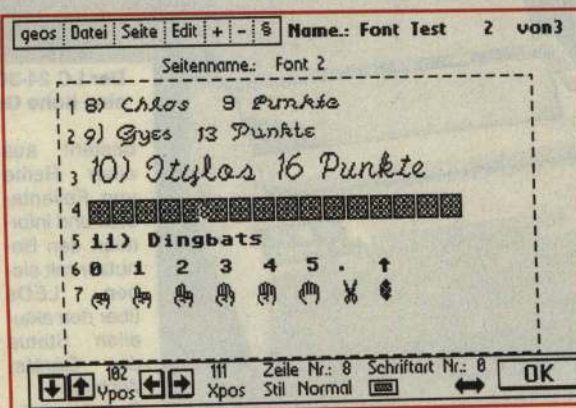 geos Datei Seite Edit + - § Name.: Font Test 2 von3
Seitenname.: Font 2
1 8) Chlos 9 Punkte
2 9) Gyes 13 Punkte
3 10) Itylos 16 Punkte
4
5 11) Dingbats
6 0 1 2 3 4 5 . ↑
7
102 Ypos 111 Xpos Zeile Nr.: 8 Schriftart Nr.: 0
Stil Normal OK